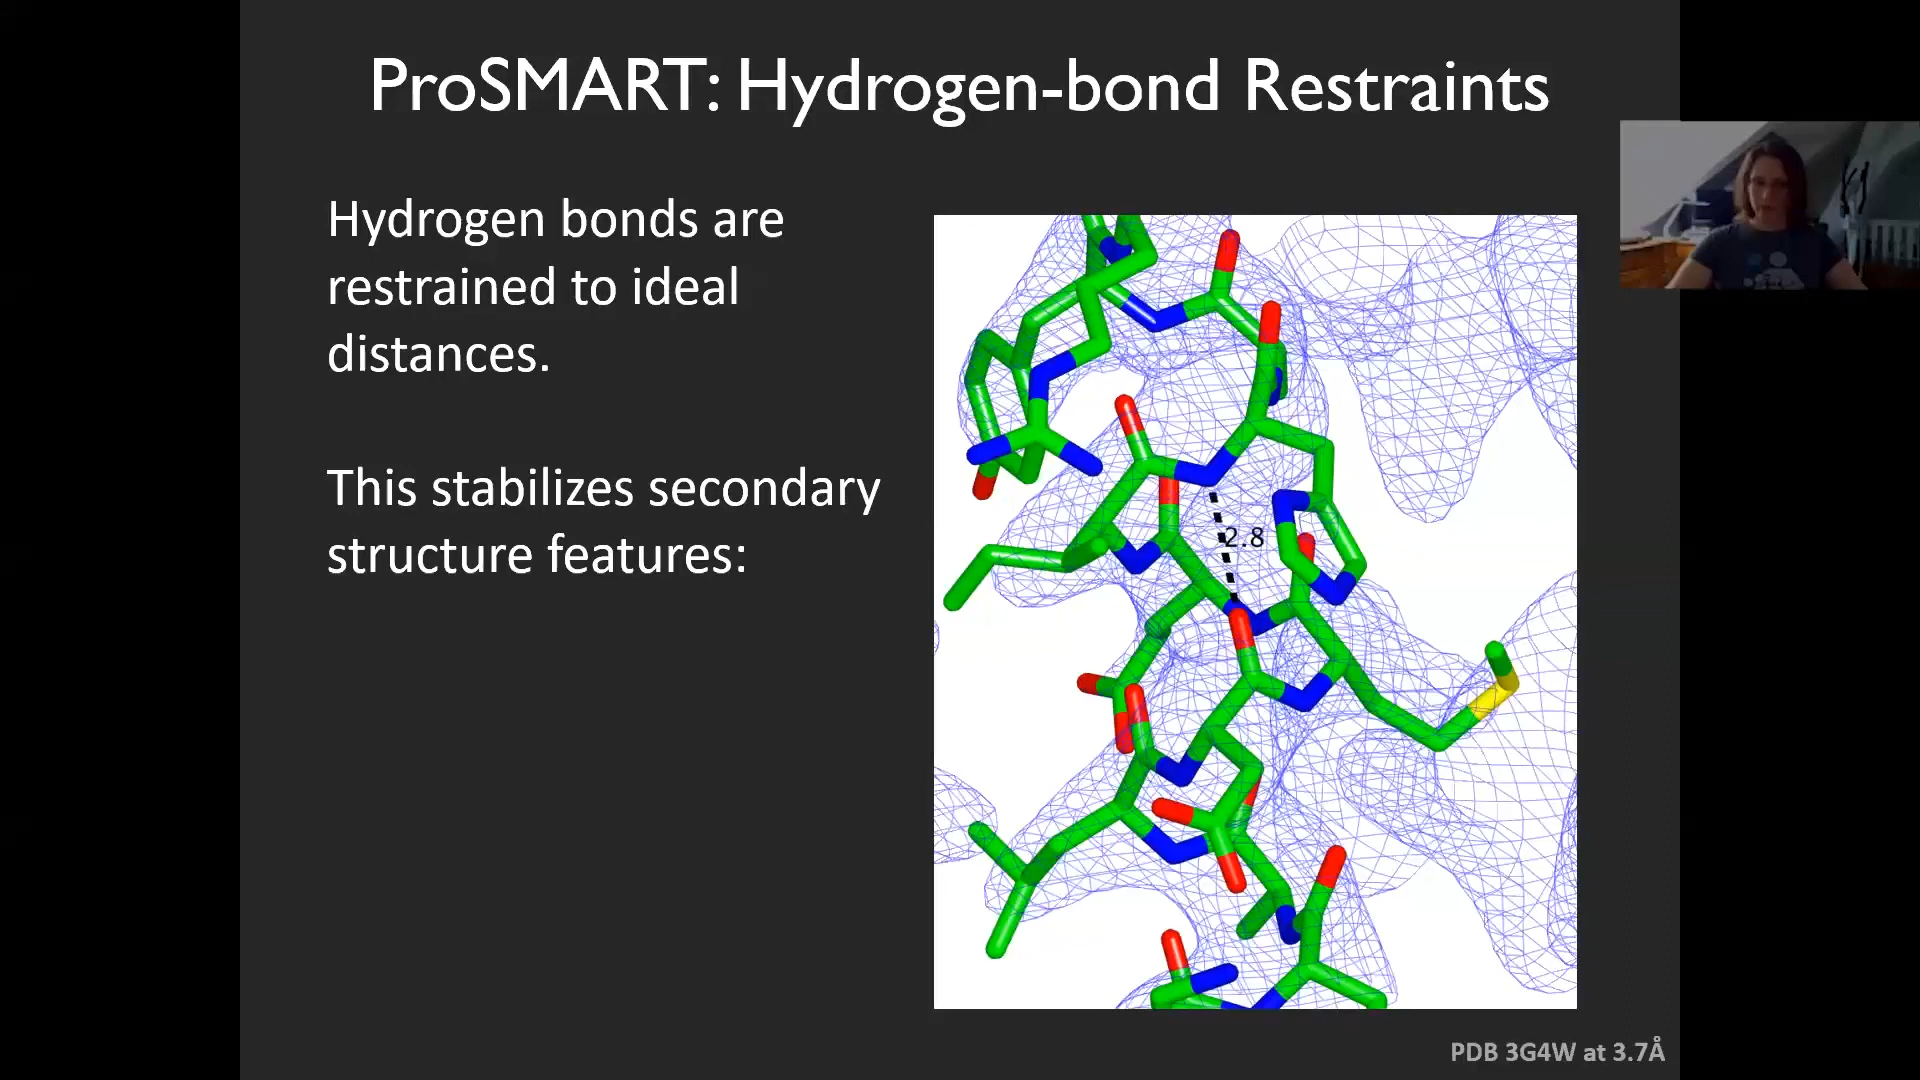 ProSMART: Hydrogen-bond Restraints
Hydrogen bonds are
restrained to ideal
distances.
This stabilizes secondary
structure features:
2.8
PDB 3G4W at 3.7Å